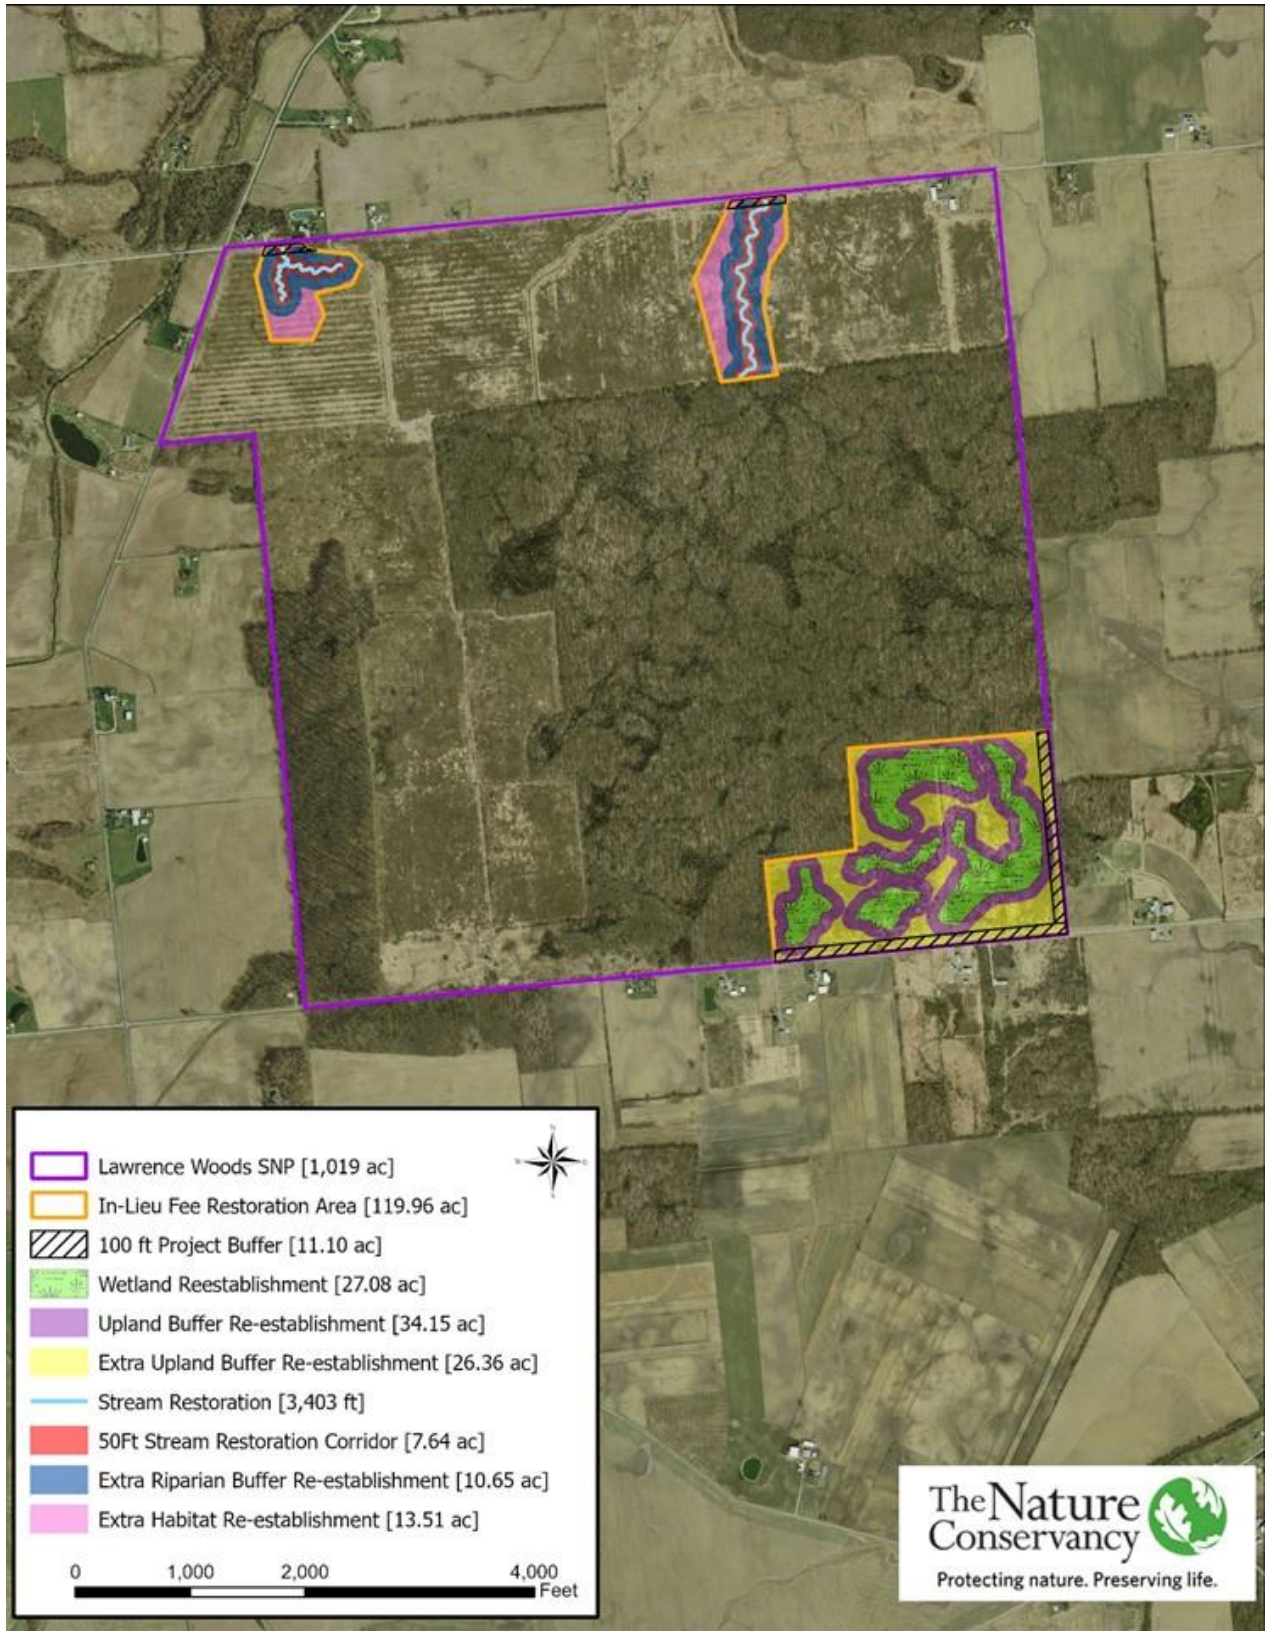 Lawrence Woods SNP [1,019 ac]
In-Lieu Fee Restoration Area [119.96 ac]
100 ft Project Buffer [11.10 ac]
Wetland Reestablishment [27.08 ac]
Upland Buffer Re-establishment [34.15 ac]
Extra Upland Buffer Re-establishment [26.36 ac]
Stream Restoration [3,403 ft]
50Ft Stream Restoration Corridor [7.64 ac]
Extra Riparian Buffer Re-establishment [10.65 ac]
Extra Habitat Re-establishment [13.51 ac]
0 1,000 2,000 4,000
Feet
The Nature
Conservancy
Protecting nature. Preserving life.